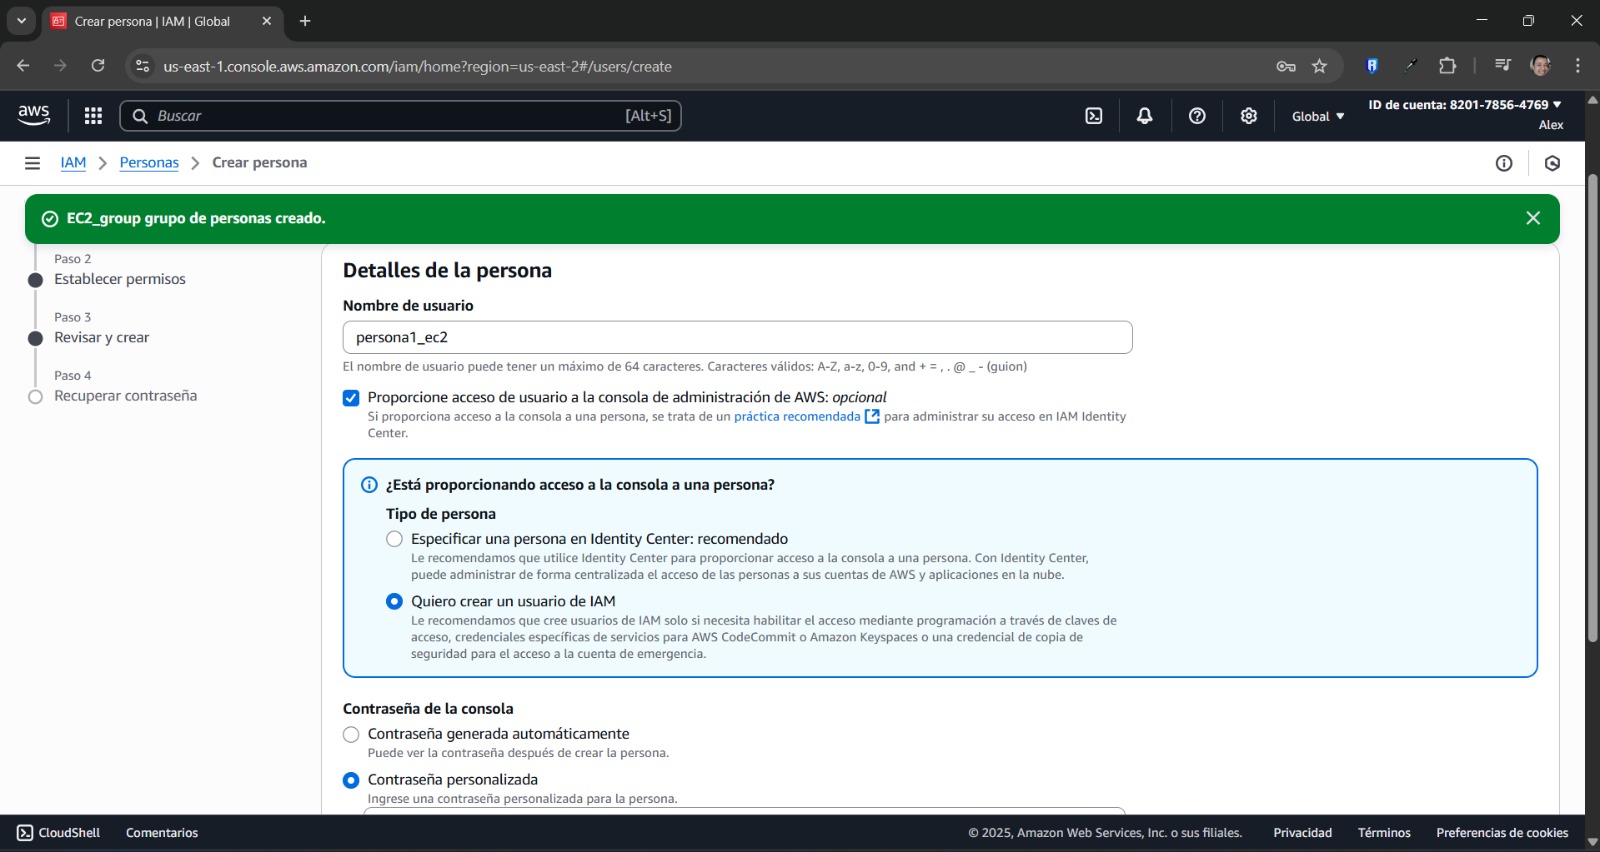 Crear persona | IAM | Global
us-east-1.console.aws.amazon.com/iam/home?region=us-east-2#/users/create
aws
Buscar
[Alt+S]
Global
ID de cuenta: 8201-7856-4769
Alex
IAM
Personas
Crear persona
EC2_group grupo de personas creado.
Paso 2
Establecer permisos
Paso 3
Revisar y crear
Paso 4
Recuperar contraseña
Detalles de la persona
Nombre de usuario
persona1_ec2
El nombre de usuario puede tener un máximo de 64 caracteres. Caracteres válidos: A-Z, a-z, 0-9, and + = , . @ _ - (guion)
Proporcione acceso de usuario a la consola de administración de AWS: opcional
Si proporciona acceso a la consola a una persona, se trata de un práctica recomendada para administrar su acceso en IAM Identity
Center.
¿Está proporcionando acceso a la consola a una persona?
Tipo de persona
Especificar una persona en Identity Center: recomendado
Le recomendamos que utilice Identity Center para proporcionar acceso a la consola a una persona. Con Identity Center,
puede administrar de forma centralizada el acceso de las personas a sus cuentas de AWS y aplicaciones en la nube.
Quiero crear un usuario de IAM
Le recomendamos que cree usuarios de IAM solo si necesita habilitar el acceso mediante programación a través de claves de
acceso, credenciales específicas de servicios para AWS CodeCommit o Amazon Keyspaces o una credencial de copia de
seguridad para el acceso a la cuenta de emergencia.
Contraseña de la consola
Contraseña generada automáticamente
Puede ver la contraseña después de crear la persona.
Contraseña personalizada
Ingrese una contraseña personalizada para la persona.
CloudShell
Comentarios
© 2025, Amazon Web Services, Inc. o sus filiales.
Privacidad
Términos
Preferencias de cookies